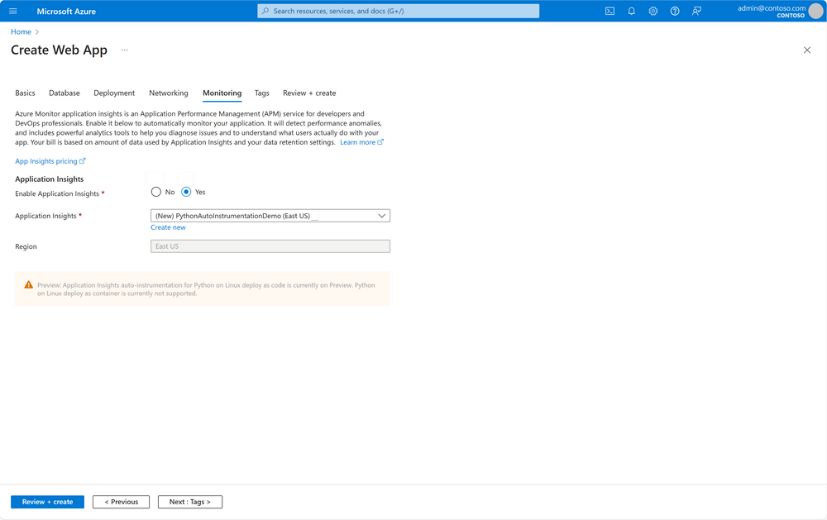 Microsoft Azure
Search resources, services, and docs (G+/)
admin@contoso.com
CONTOSO
Home >
Create Web App ...
Basics Database Deployment Networking Monitoring Tags Review + create
Azure Monitor application insights is an Application Performance Management (APM) service for developers and
DevOps professionals. Enable it below to automatically monitor your application. It will detect performance anomalies,
and includes powerful analytics tools to help you diagnose issues and to understand what users actually do with your
app. Your bill is based on amount of data used by Application Insights and your data retention settings. Learn more
App Insights pricing
Application Insights
Enable Application Insights * No Yes
Application Insights * (New) PythonAutoInstrumentationDemo (East US)
Create new
Region East US
Preview: Application Insights auto-instrumentation for Python on Linux deploy as code is currently on Preview. Python
on Linux deploy as container is currently not supported.
Review + create < Previous Next : Tags >